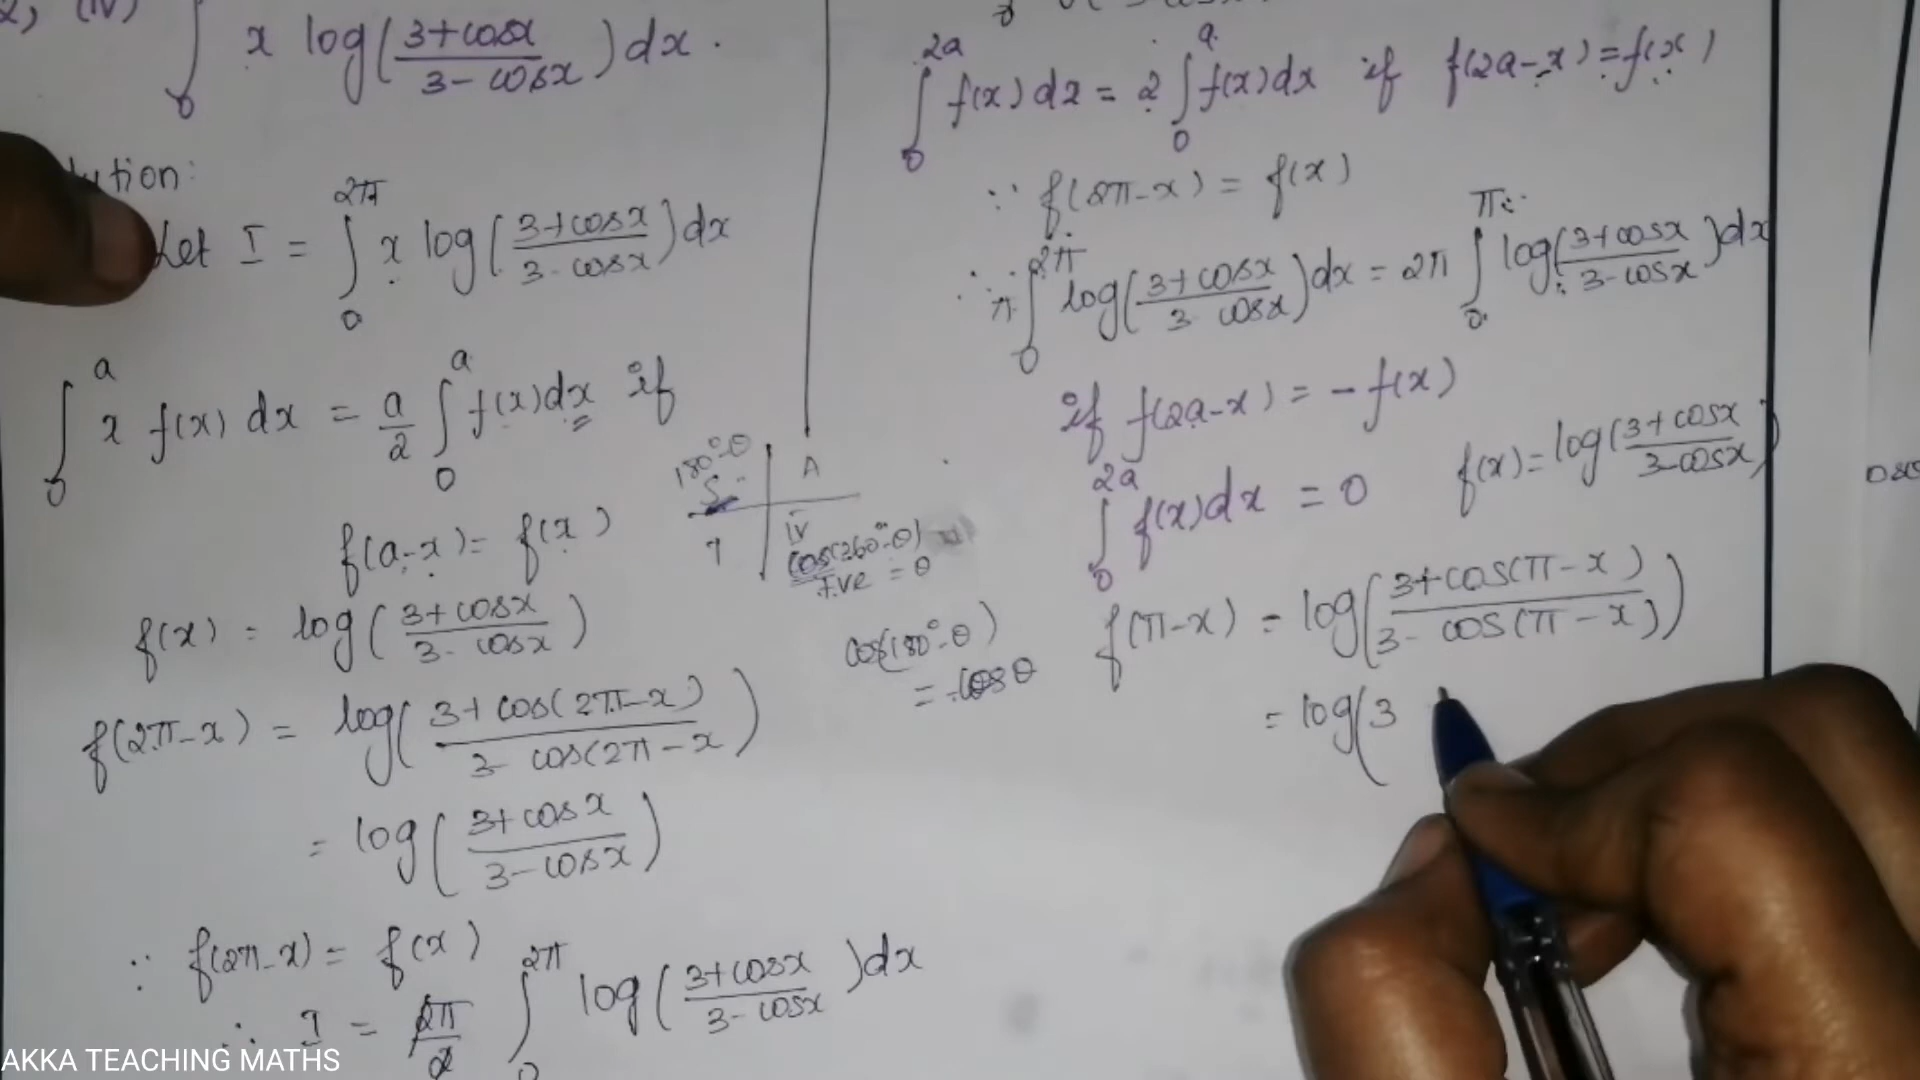 (iv) ∫ x log(3+cosx / 3-cosx) dx.
0
Let I = ∫ x log(3+cosx / 3-cosx) dx
2π
0
a
∫ x f(x) dx = a/2 ∫ f(x) dx if
0
a
0
f(a-x) = f(x)
f(x) = log(3+cosx / 3-cosx)
f(2π-x) = log(3+cos(2π-x) / 3-cos(2π-x))
= log(3+cosx / 3-cosx)
∵ f(2π-x) = f(x)
∴ I = 2π/2 ∫ log(3+cosx / 3-cosx) dx
2π
0
180°-θ
S A
IV
+ve = θ
cos(180°-θ)
= -cosθ
2a
∫ f(x) dx = 2 ∫ f(x) dx if f(2a-x) = f(x)
0
a
0
∵ f(2π-x) = f(x)
∴ π ∫ log(3+cosx / 3 cosx) dx = 2π ∫ log(3+cosx / 3-cosx) dx
2π
0
π
0
if f(2a-x) = -f(x)
2a
∫ f(x) dx = 0
0
f(x) = log(3+cosx / 3-cosx)
f(π-x) = log(3+cos(π-x) / 3-cos(π-x))
= log(3
AKKA TEACHING MATHS